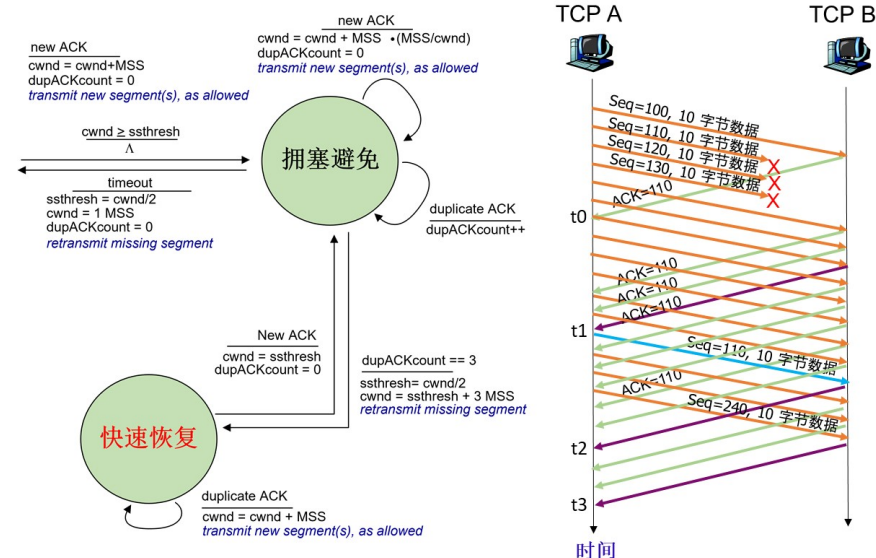 new ACK
cwnd = cwnd+MSS
dupACKcount = 0
transmit new segment(s), as allowed
new ACK
cwnd = cwnd + MSS •(MSS/cwnd)
dupACKcount = 0
transmit new segment(s), as allowed
cwnd ≥ ssthresh
Λ
timeout
ssthresh = cwnd/2
cwnd = 1 MSS
dupACKcount = 0
retransmit missing segment
拥塞避免
duplicate ACK
dupACKcount++
New ACK
cwnd = ssthresh
dupACKcount = 0
dupACKcount == 3
ssthresh= cwnd/2
cwnd = ssthresh + 3 MSS
retransmit missing segment
快速恢复
duplicate ACK
cwnd = cwnd + MSS
transmit new segment(s), as allowed
TCP A
TCP B
Seq=100, 10 字节数据
Seq=110, 10 字节数据
Seq=120, 10 字节数据
Seq=130, 10 字节数据
X
X
X
ACK=110
t0
ACK=110
ACK=110
ACK=110
t1
Seq=110, 10 字节数据
ACK=110
Seq=240, 10 字节数据
t2
t3
时间